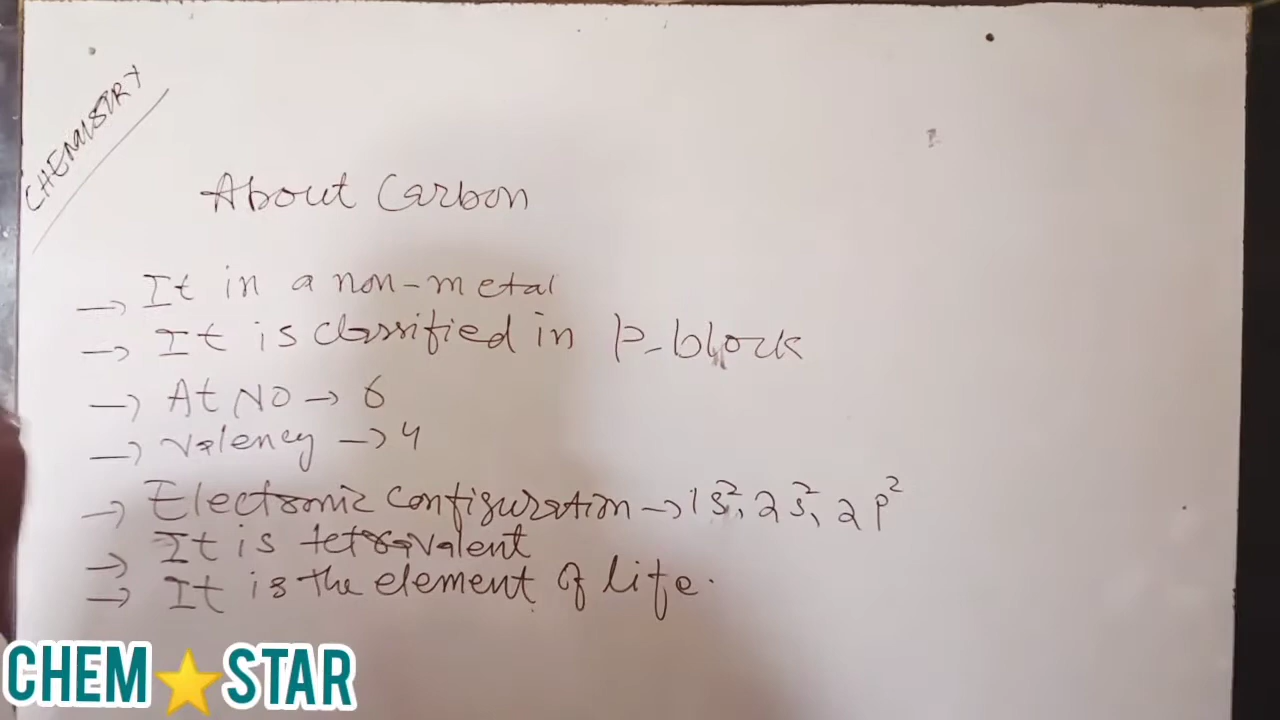 CHEMISTRY
About Carbon
→ It in a non-metal
→ It is classified in p-block
→ At NO → 6
→ Valency → 4
→ Electronic configuration → 1s², 2s², 2p²
→ It is tetravalent
→ It is the element of life.
CHEM⭐STAR